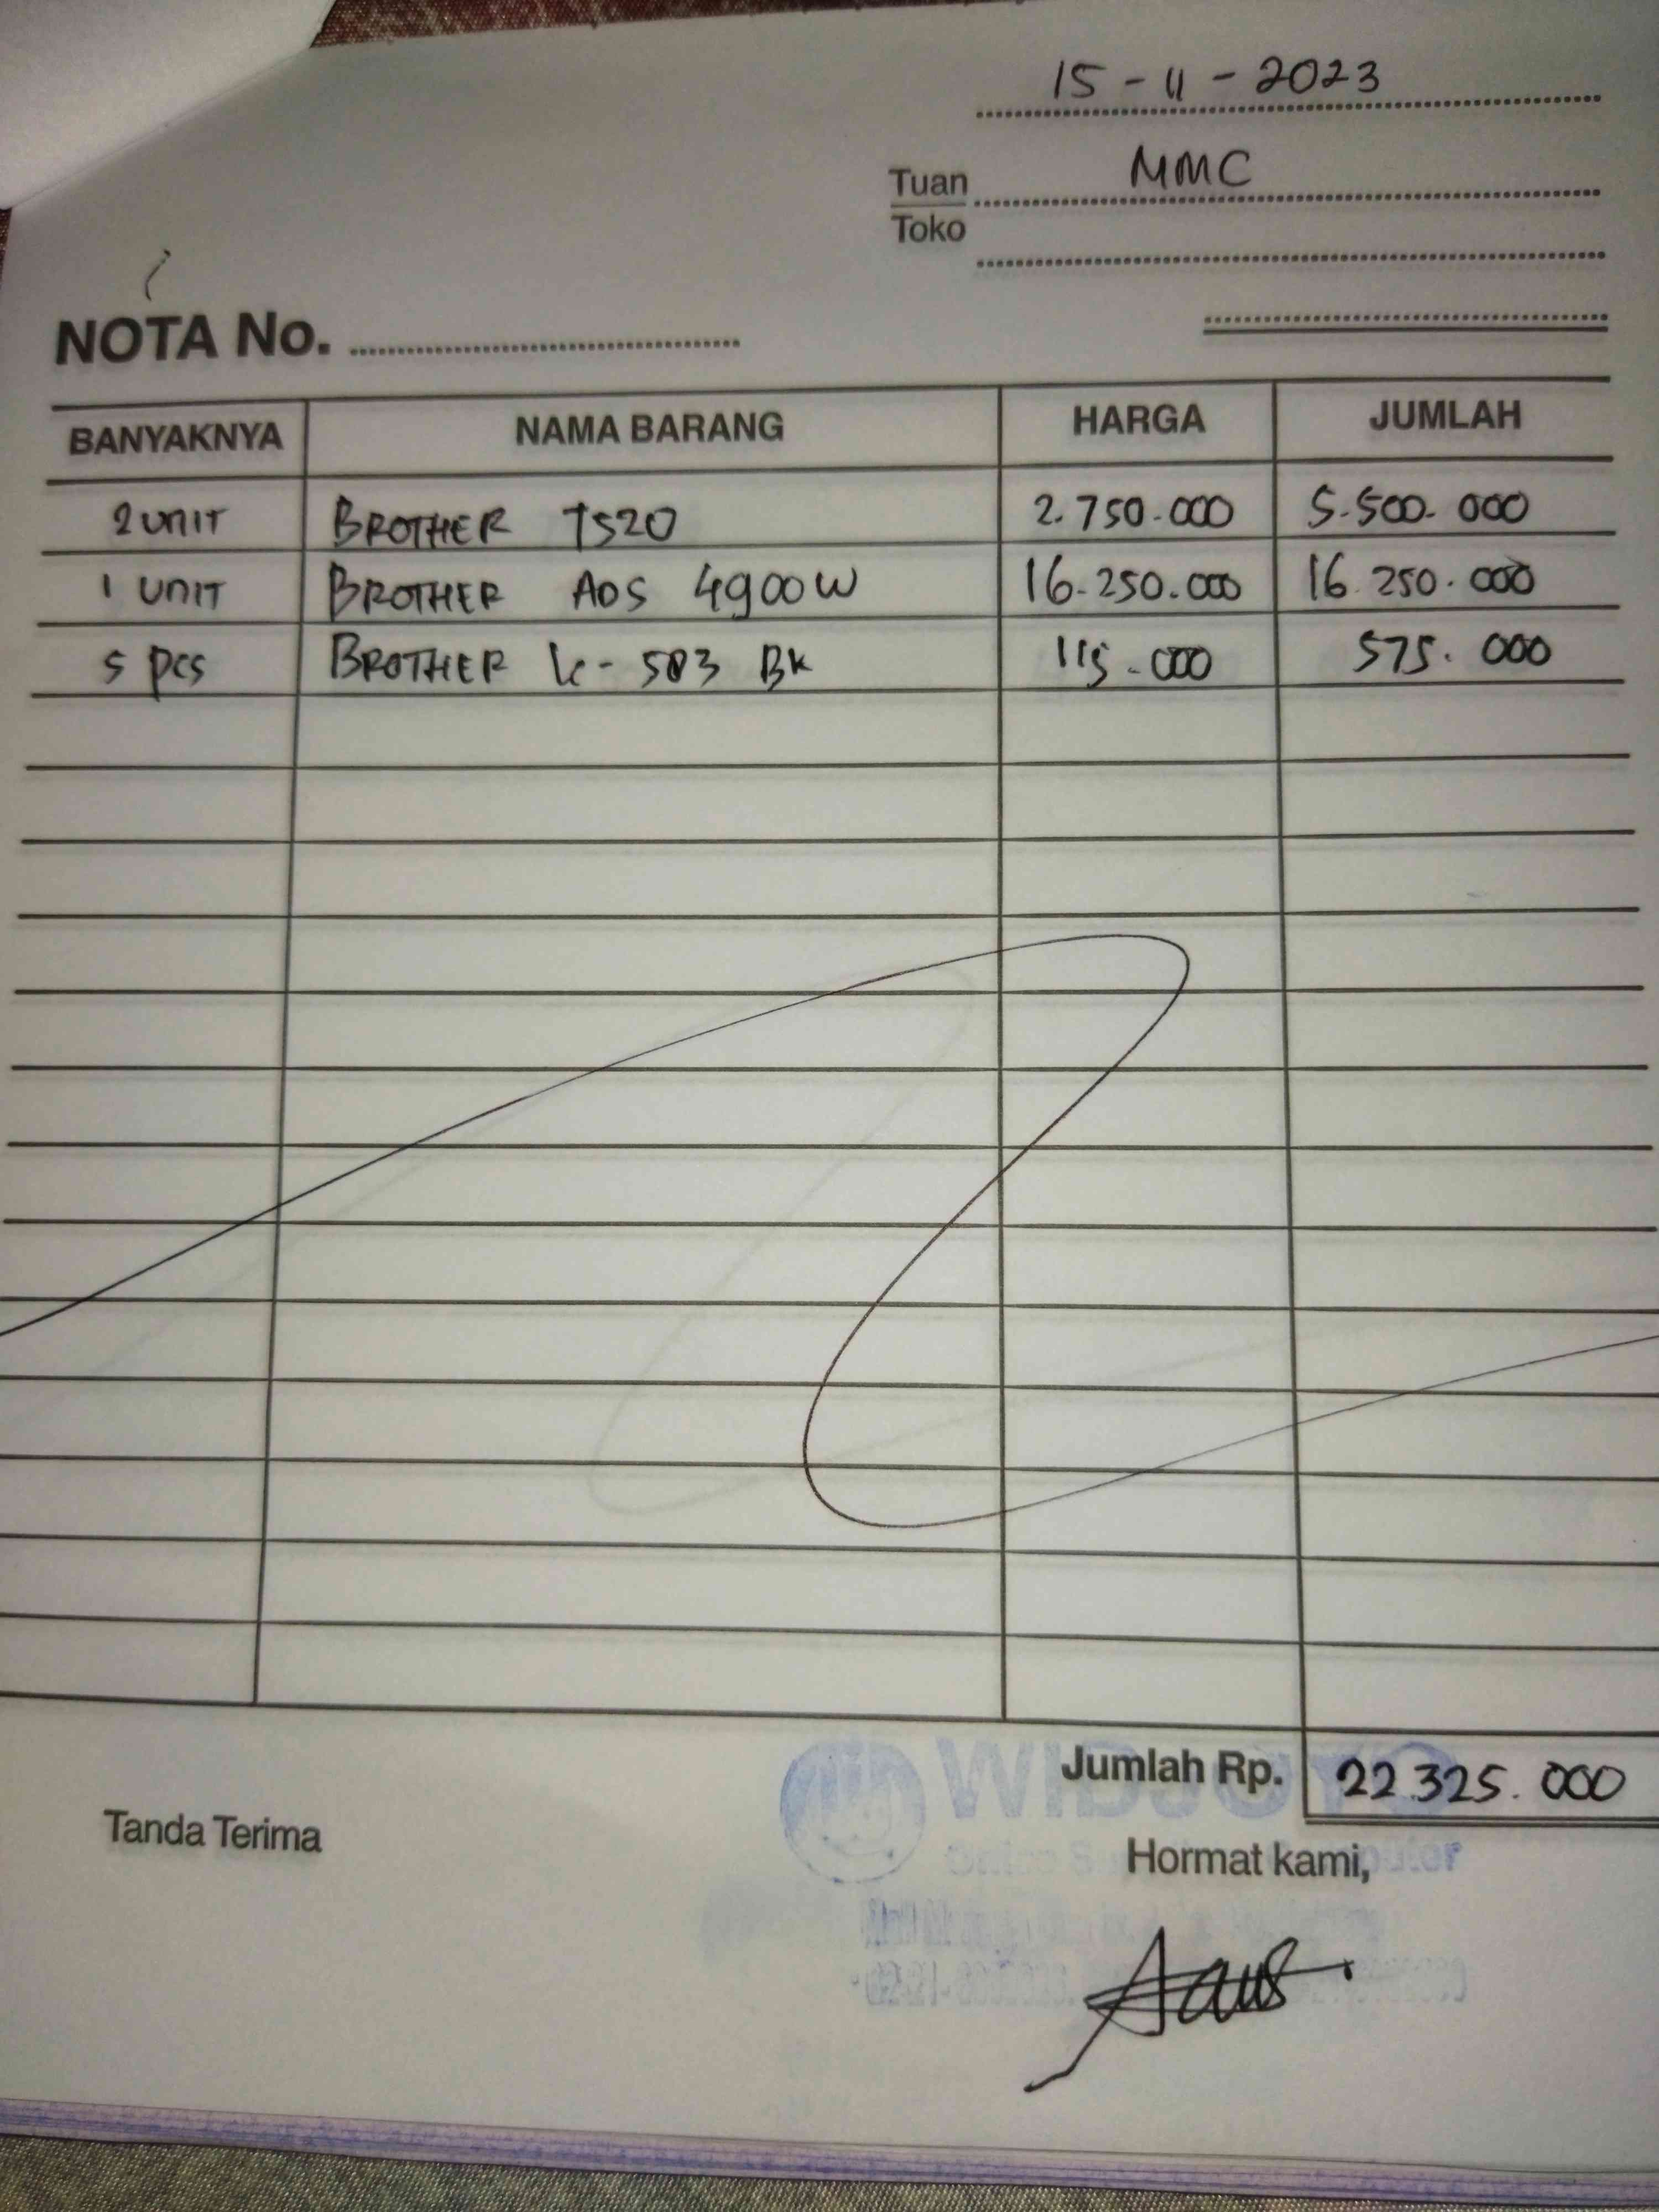 15 - 11 - 2023
Tuan MMC
Toko
NOTA No.
BANYAKNYA NAMA BARANG HARGA JUMLAH
2 UNIT BROTHER T520 2.750.000 5.500.000
1 UNIT BROTHER ADS 4900W 16.250.000 16.250.000
5 pcs BROTHER k-503 BK 115.000 575.000
Jumlah Rp. 22.325.000
WIDJOYO
Tanda Terima
Hormat kami,